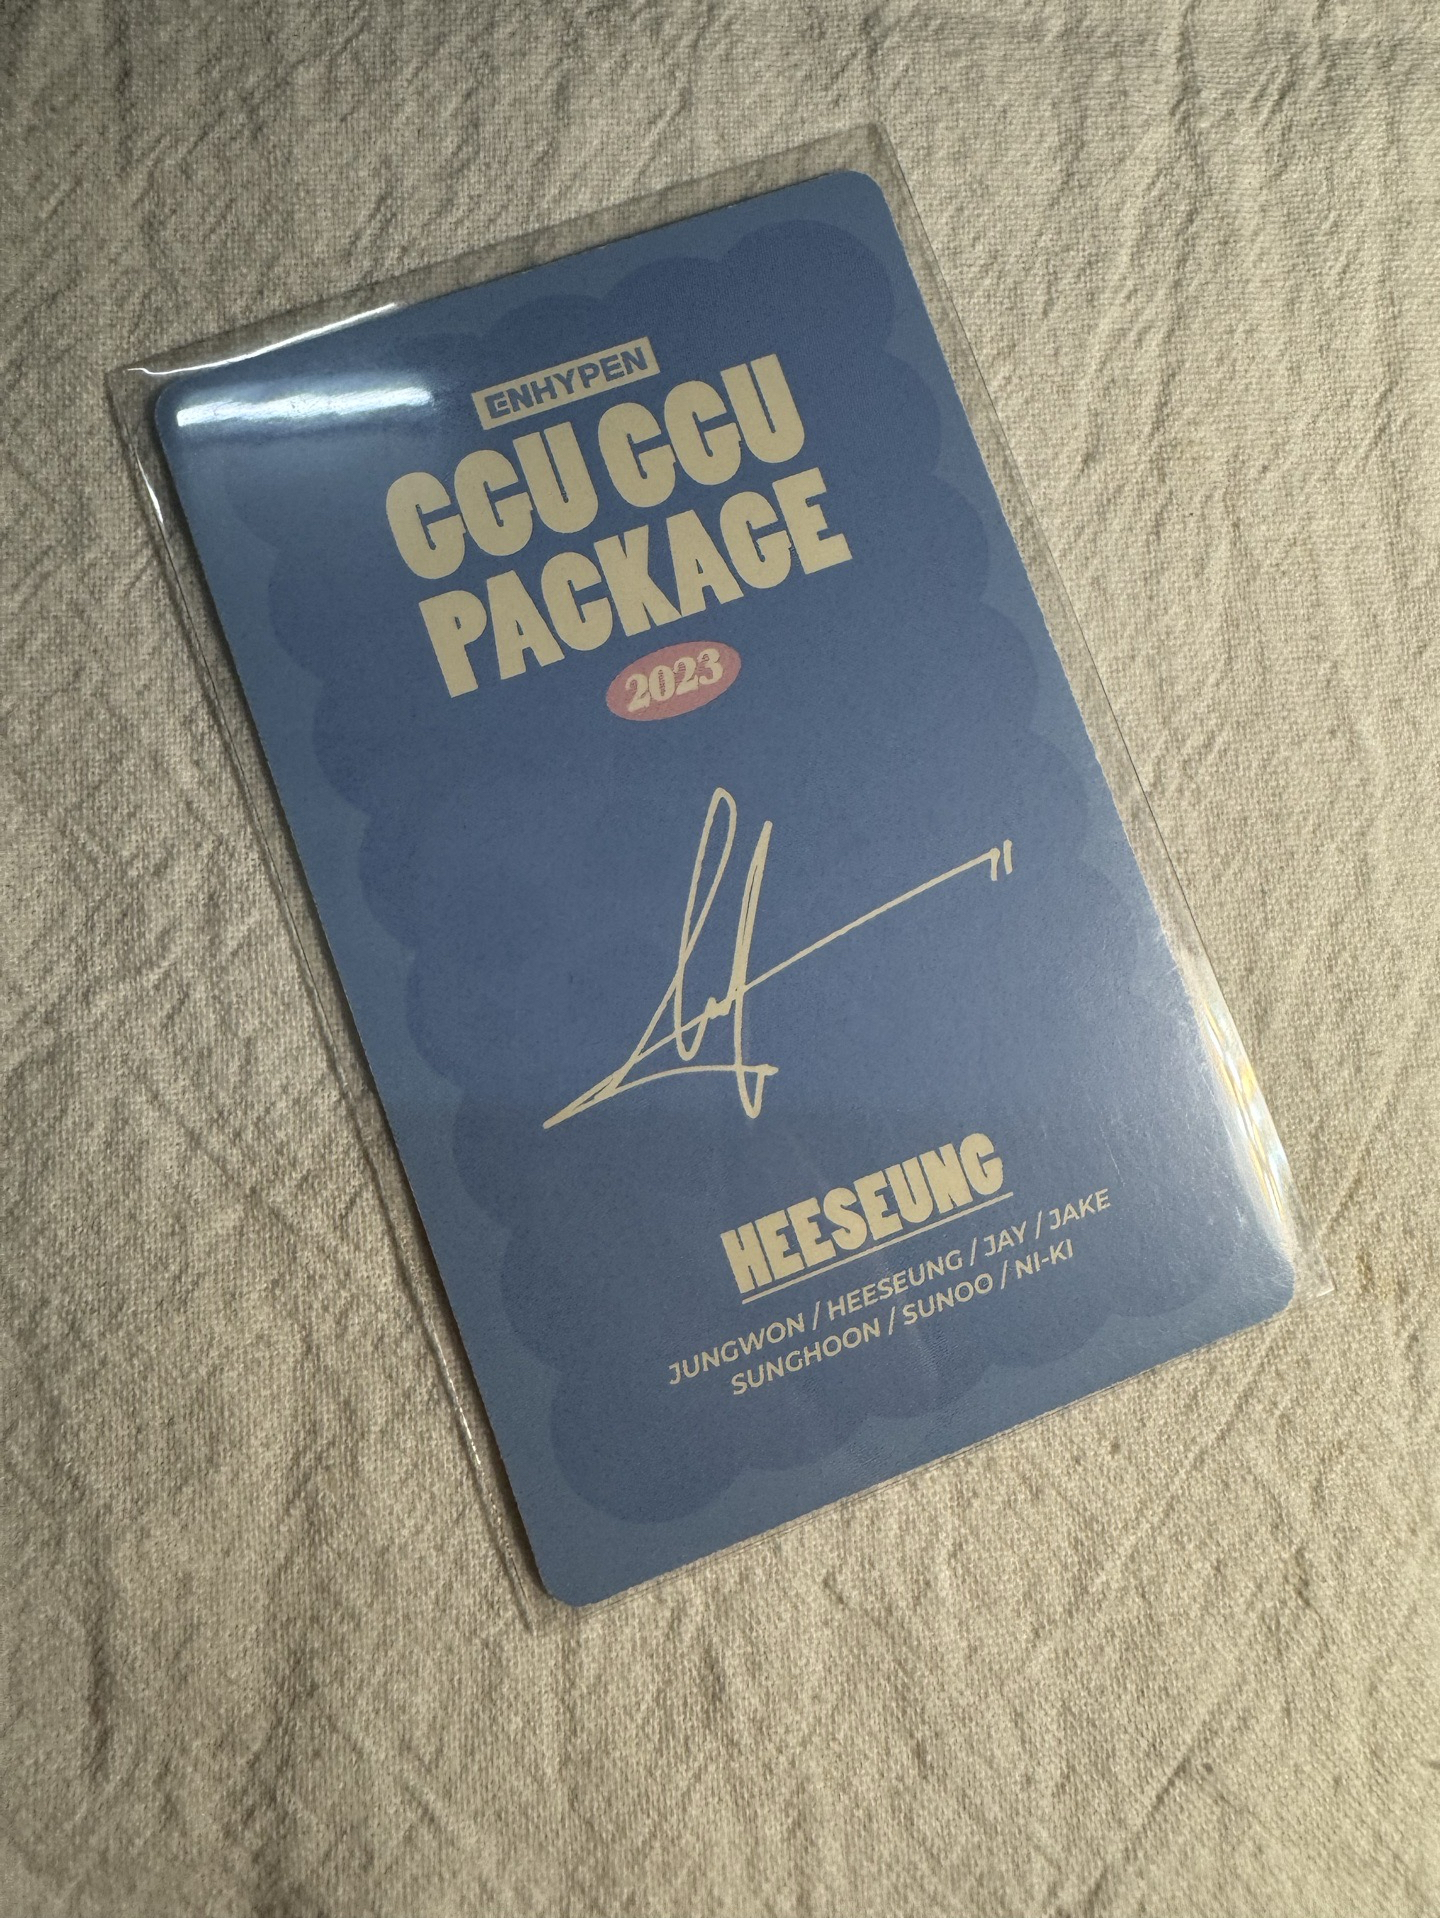 ENHYPEN
GGU GGU
PACKAGE
2023
HEESEUNG
JUNGWON / HEESEUNG / JAY / JAKE
SUNGHOON / SUNOO / NI-KI